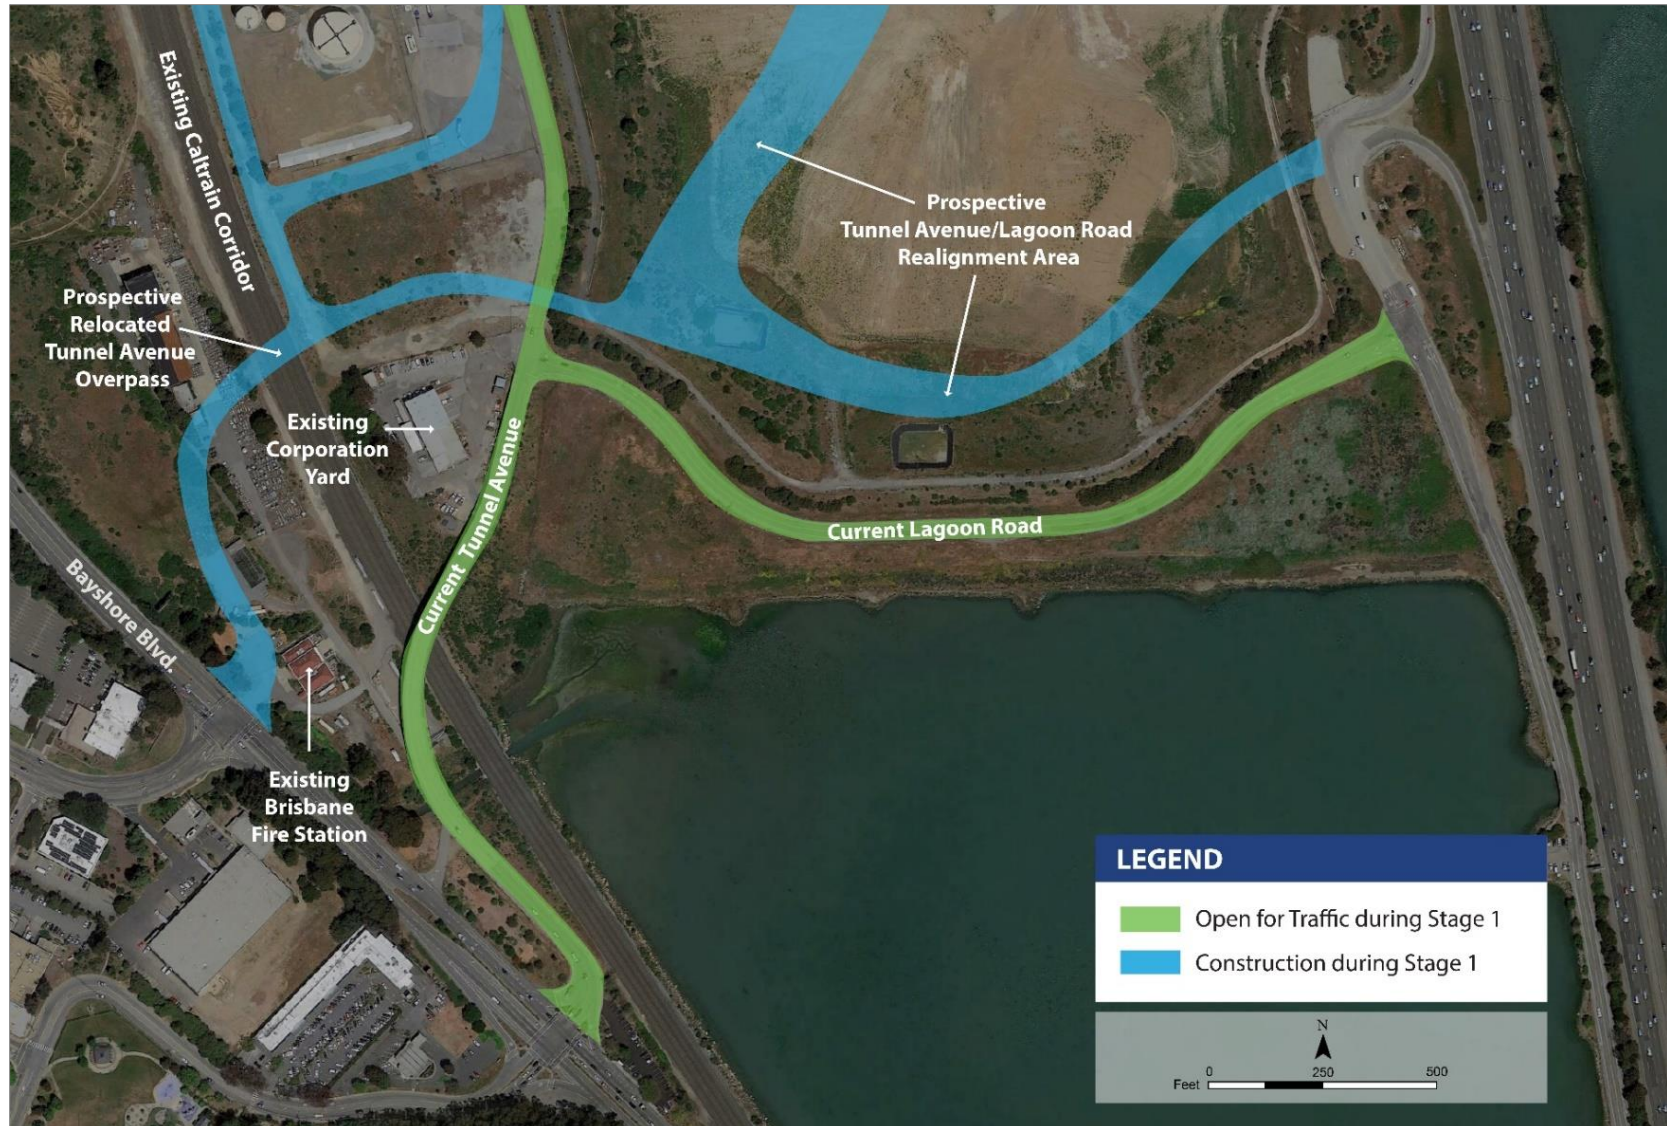 Existing Caltrain Corridor
Prospective
Tunnel Avenue/Lagoon Road
Realignment Area
Prospective
Relocated
Tunnel Avenue
Overpass
Existing
Corporation
Yard
Current Tunnel Avenue
Current Lagoon Road
Bayshore Blvd.
Existing
Brisbane
Fire Station
LEGEND
Open for Traffic during Stage 1
Construction during Stage 1
N
0 250 500
Feet